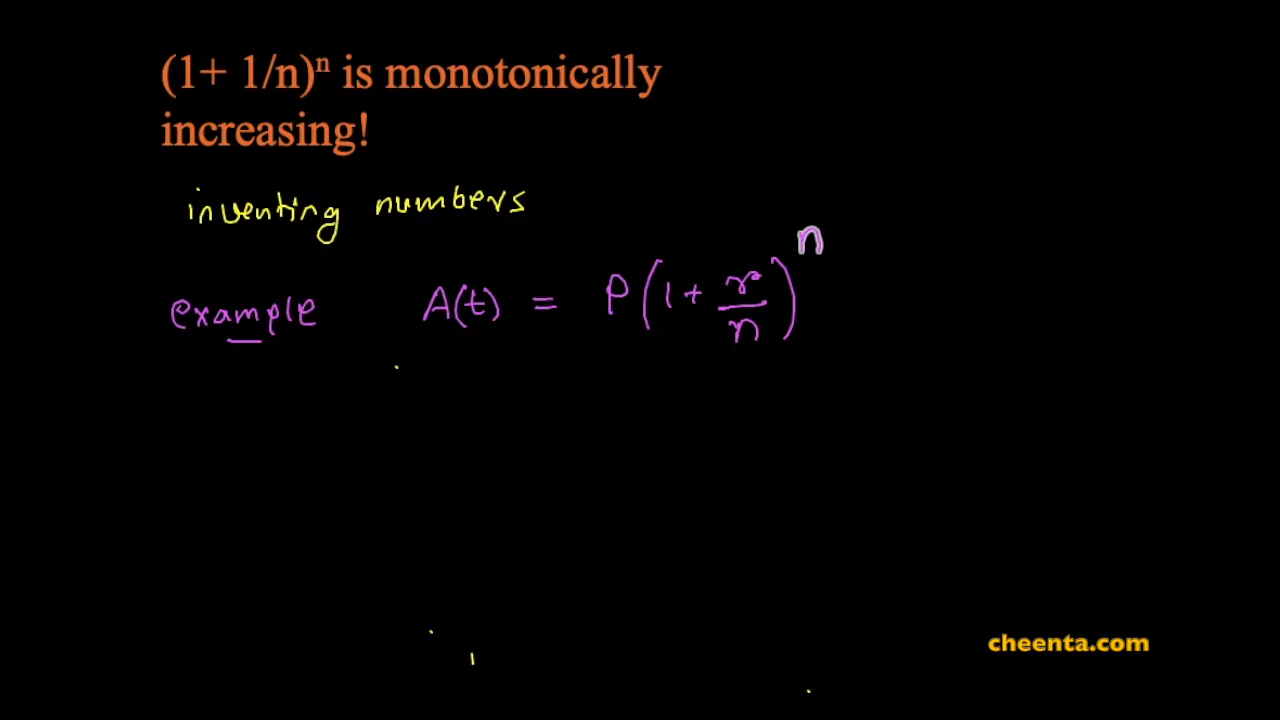 (1+ 1/n)ⁿ is monotonically
increasing!
inventing numbers
example A(t) = P(1 + r/n)ⁿ
cheenta.com